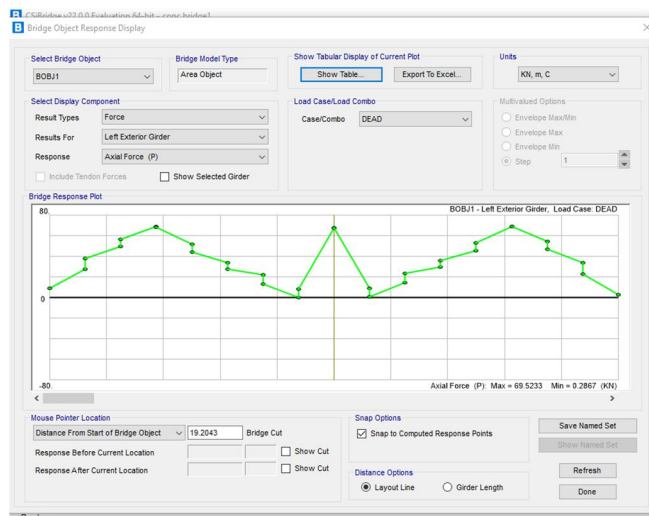 CSiBridge v22.0.0 Evaluation 64-bit - conc bridge1
Bridge Object Response Display
Select Bridge Object
BOBJ1
Bridge Model Type
Area Object
Show Tabular Display of Current Plot
Show Table...
Export To Excel...
Units
KN, m, C
Select Display Component
Result Types
Force
Results For
Left Exterior Girder
Response
Axial Force (P)
Include Tendon Forces
Show Selected Girder
Load Case/Load Combo
Case/Combo
DEAD
Multivalued Options
Envelope Max/Min
Envelope Max
Envelope Min
Step
1
Bridge Response Plot
80.
BOBJ1 - Left Exterior Girder, Load Case: DEAD
0
-80.
Axial Force (P): Max = 69.5233 Min = 0.2867 (KN)
Mouse Pointer Location
Distance From Start of Bridge Object
19.2043
Bridge Cut
Response Before Current Location
Show Cut
Response After Current Location
Show Cut
Snap Options
Snap to Computed Response Points
Distance Options
Layout Line
Girder Length
Save Named Set
Show Named Set
Refresh
Done